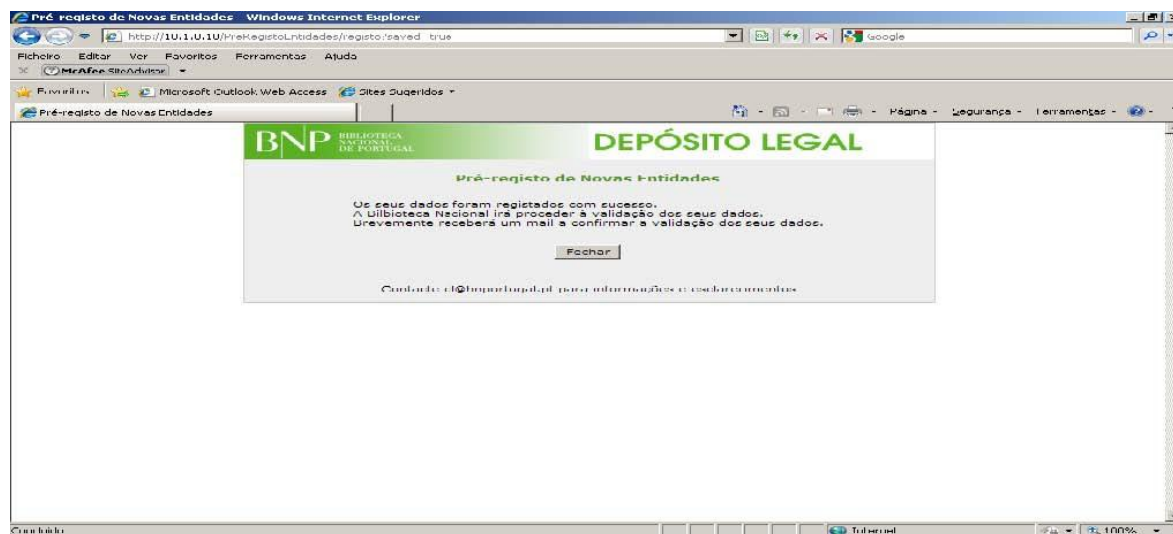 Pré-registo de Novas Entidades - Windows Internet Explorer
http://10.1.0.10/PreRegistoEntidades/registo?saved=true
Google
Ficheiro Editar Ver Favoritos Ferramentas Ajuda
McAfee SiteAdvisor
Favoritos Microsoft Outlook Web Access Sites Sugeridos
Pré-registo de Novas Entidades
Página Segurança Ferramentas
BNP BIBLIOTECA NACIONAL DE PORTUGAL
DEPÓSITO LEGAL
Pré-registo de Novas Entidades
Os seus dados foram registados com sucesso.
A Bilbioteca Nacional irá proceder à validação dos seus dados.
Brevemente receberá um mail a confirmar a validação dos seus dados.
Fechar
para informações e esclarecimentos
Concluído
Internet
100%